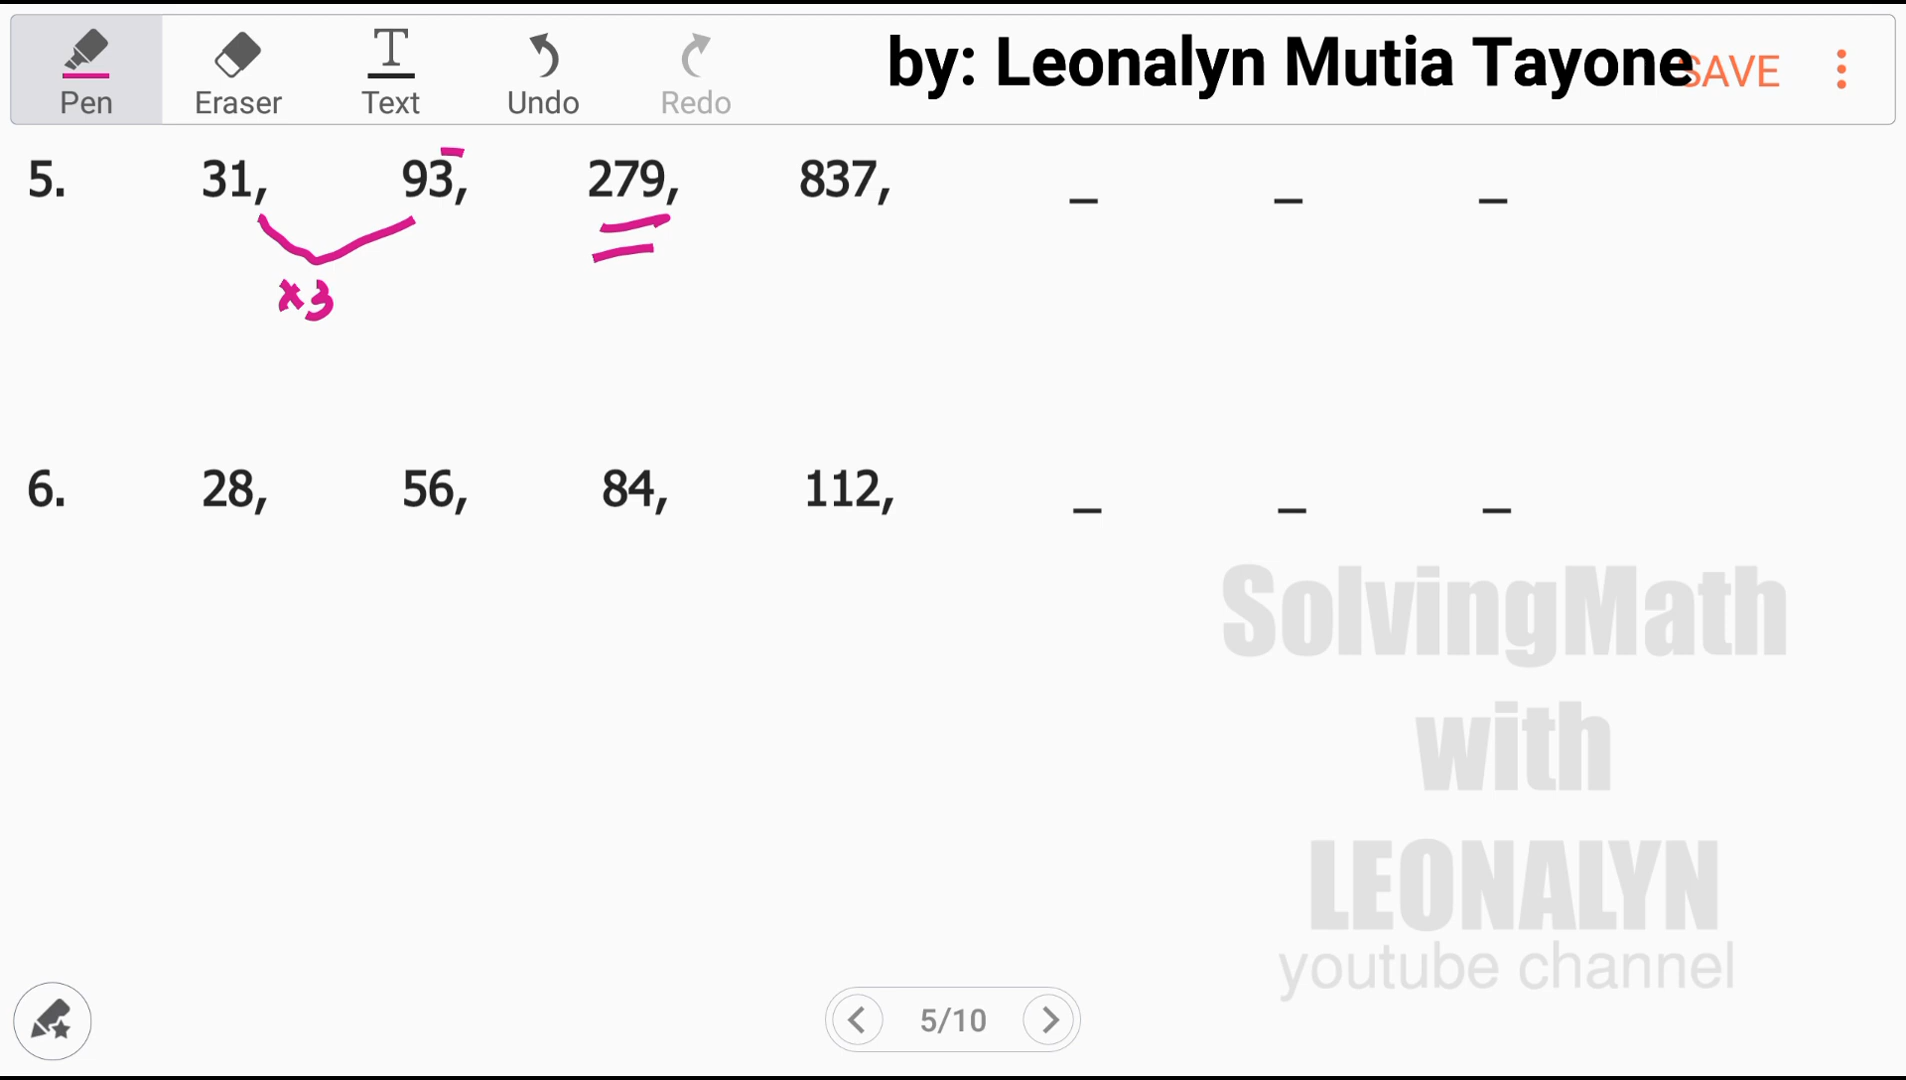 Pen Eraser Text Undo Redo by: Leonalyn Mutia Tayone SAVE
5. 31, 93, 279, 837, _ _ _
×3
6. 28, 56, 84, 112, _ _ _
SolvingMath
with
LEONALYN
youtube channel
5/10